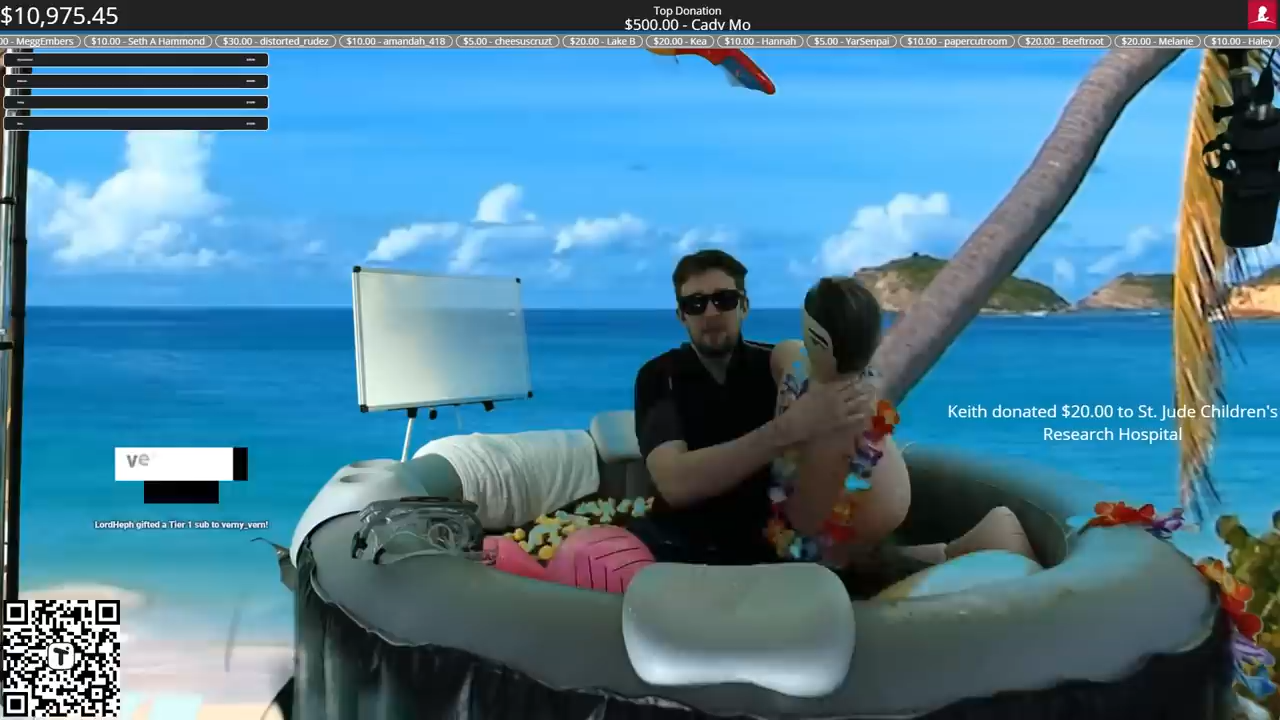 $10,975.45
Top Donation
$500.00 - Cady Mo
00 - MeggEmbers $10.00 - Seth A Hammond $30.00 - distorted_rudez $10.00 - amandah_418 $5.00 - cheesuscruzt $20.00 - Lake B $20.00 - Kea $10.00 - Hannah $5.00 - YarSenpai $10.00 - papercutroom $20.00 - Beeftroot $20.00 - Melanie $10.00 - Haley
Keith donated $20.00 to St. Jude Children's
Research Hospital
ve
LordHeph gifted a Tier 1 sub to verny_vern!